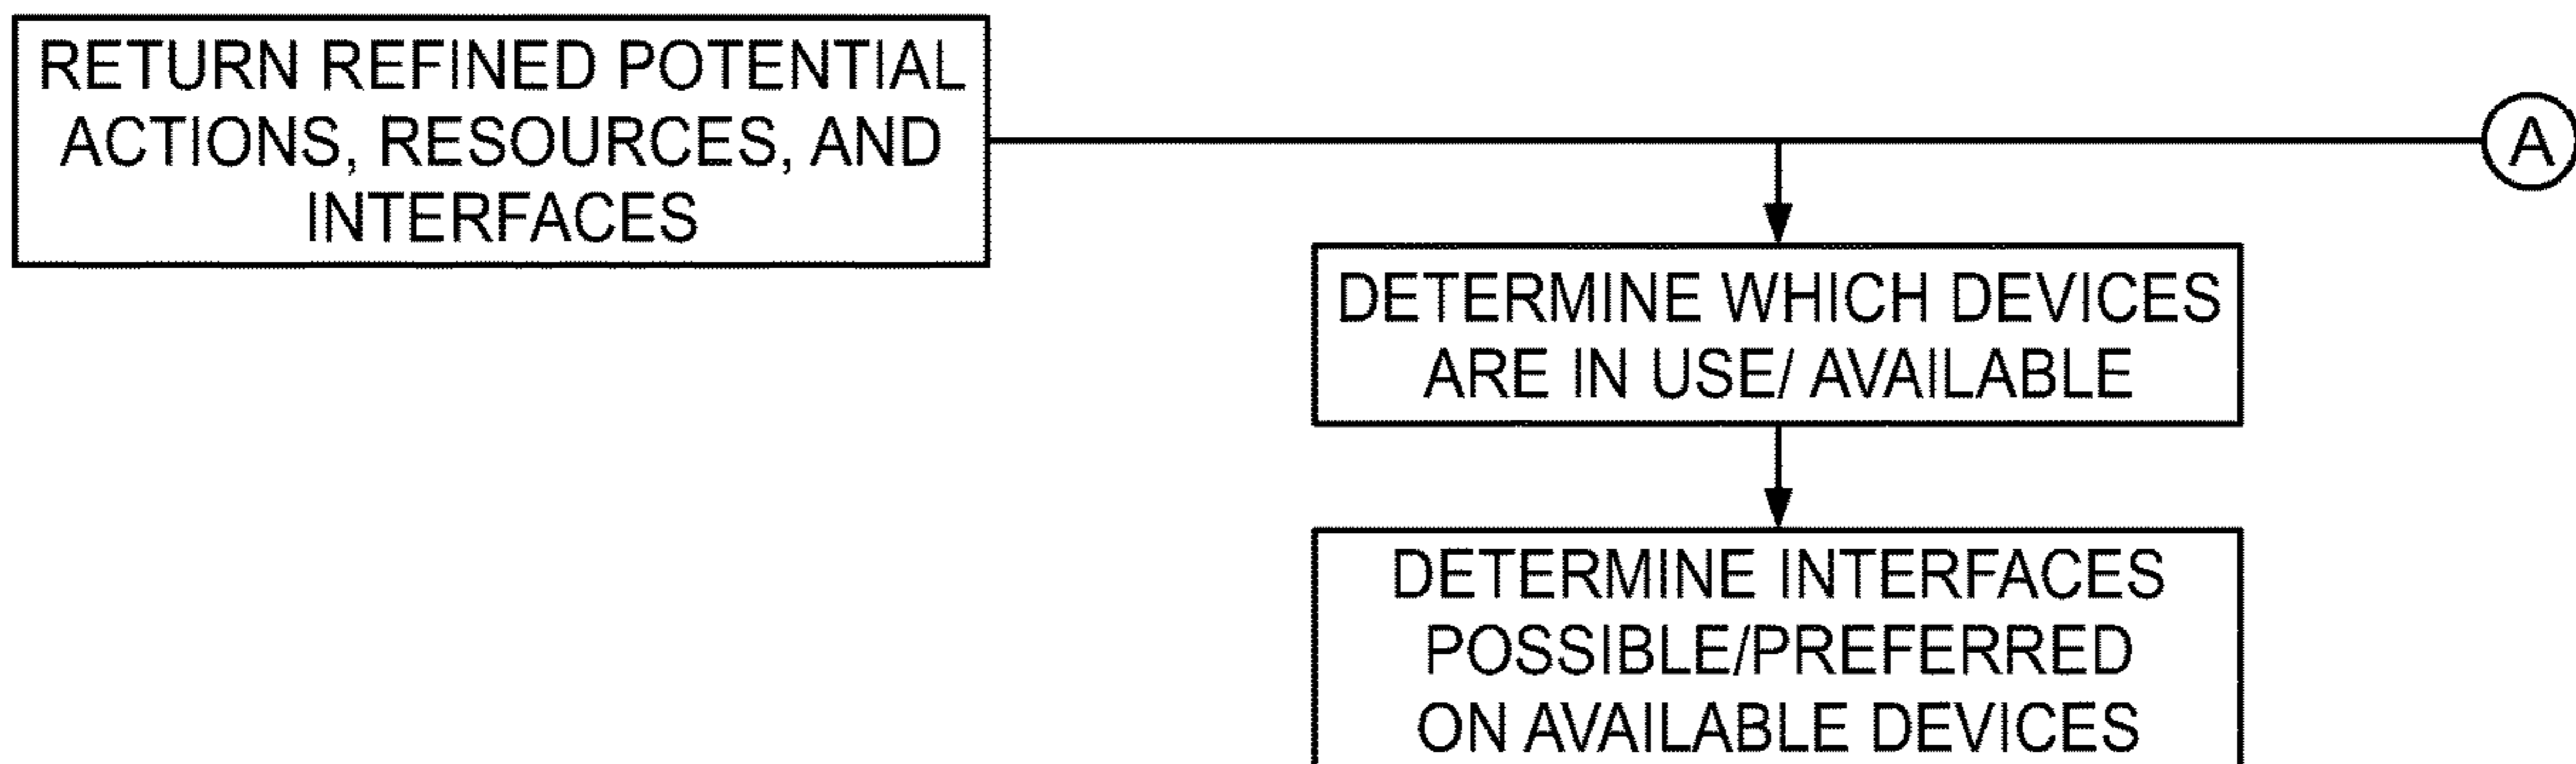 RETURN REFINED POTENTIAL
ACTIONS, RESOURCES, AND
INTERFACES
A
DETERMINE WHICH DEVICES
ARE IN USE/ AVAILABLE
DETERMINE INTERFACES
POSSIBLE/PREFERRED
ON AVAILABLE DEVICES